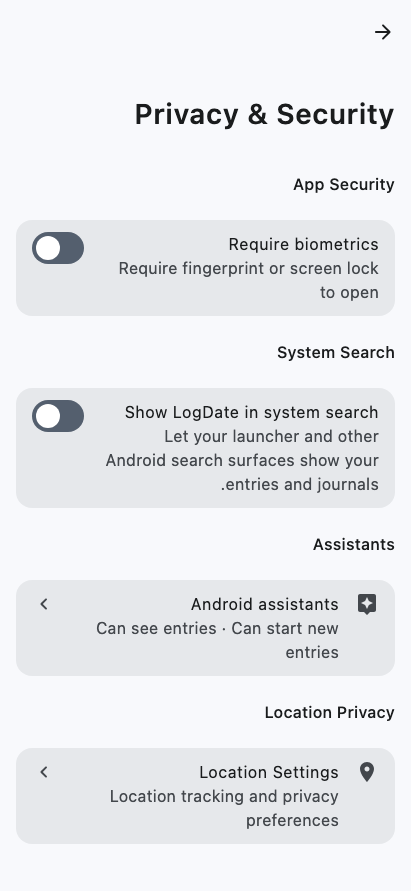 Privacy & Security
App Security
Require biometrics
Require fingerprint or screen lock
to open
System Search
Show LogDate in system search
Let your launcher and other
Android search surfaces show your
.entries and journals
Assistants
Android assistants
Can see entries · Can start new
entries
Location Privacy
Location Settings
Location tracking and privacy
preferences